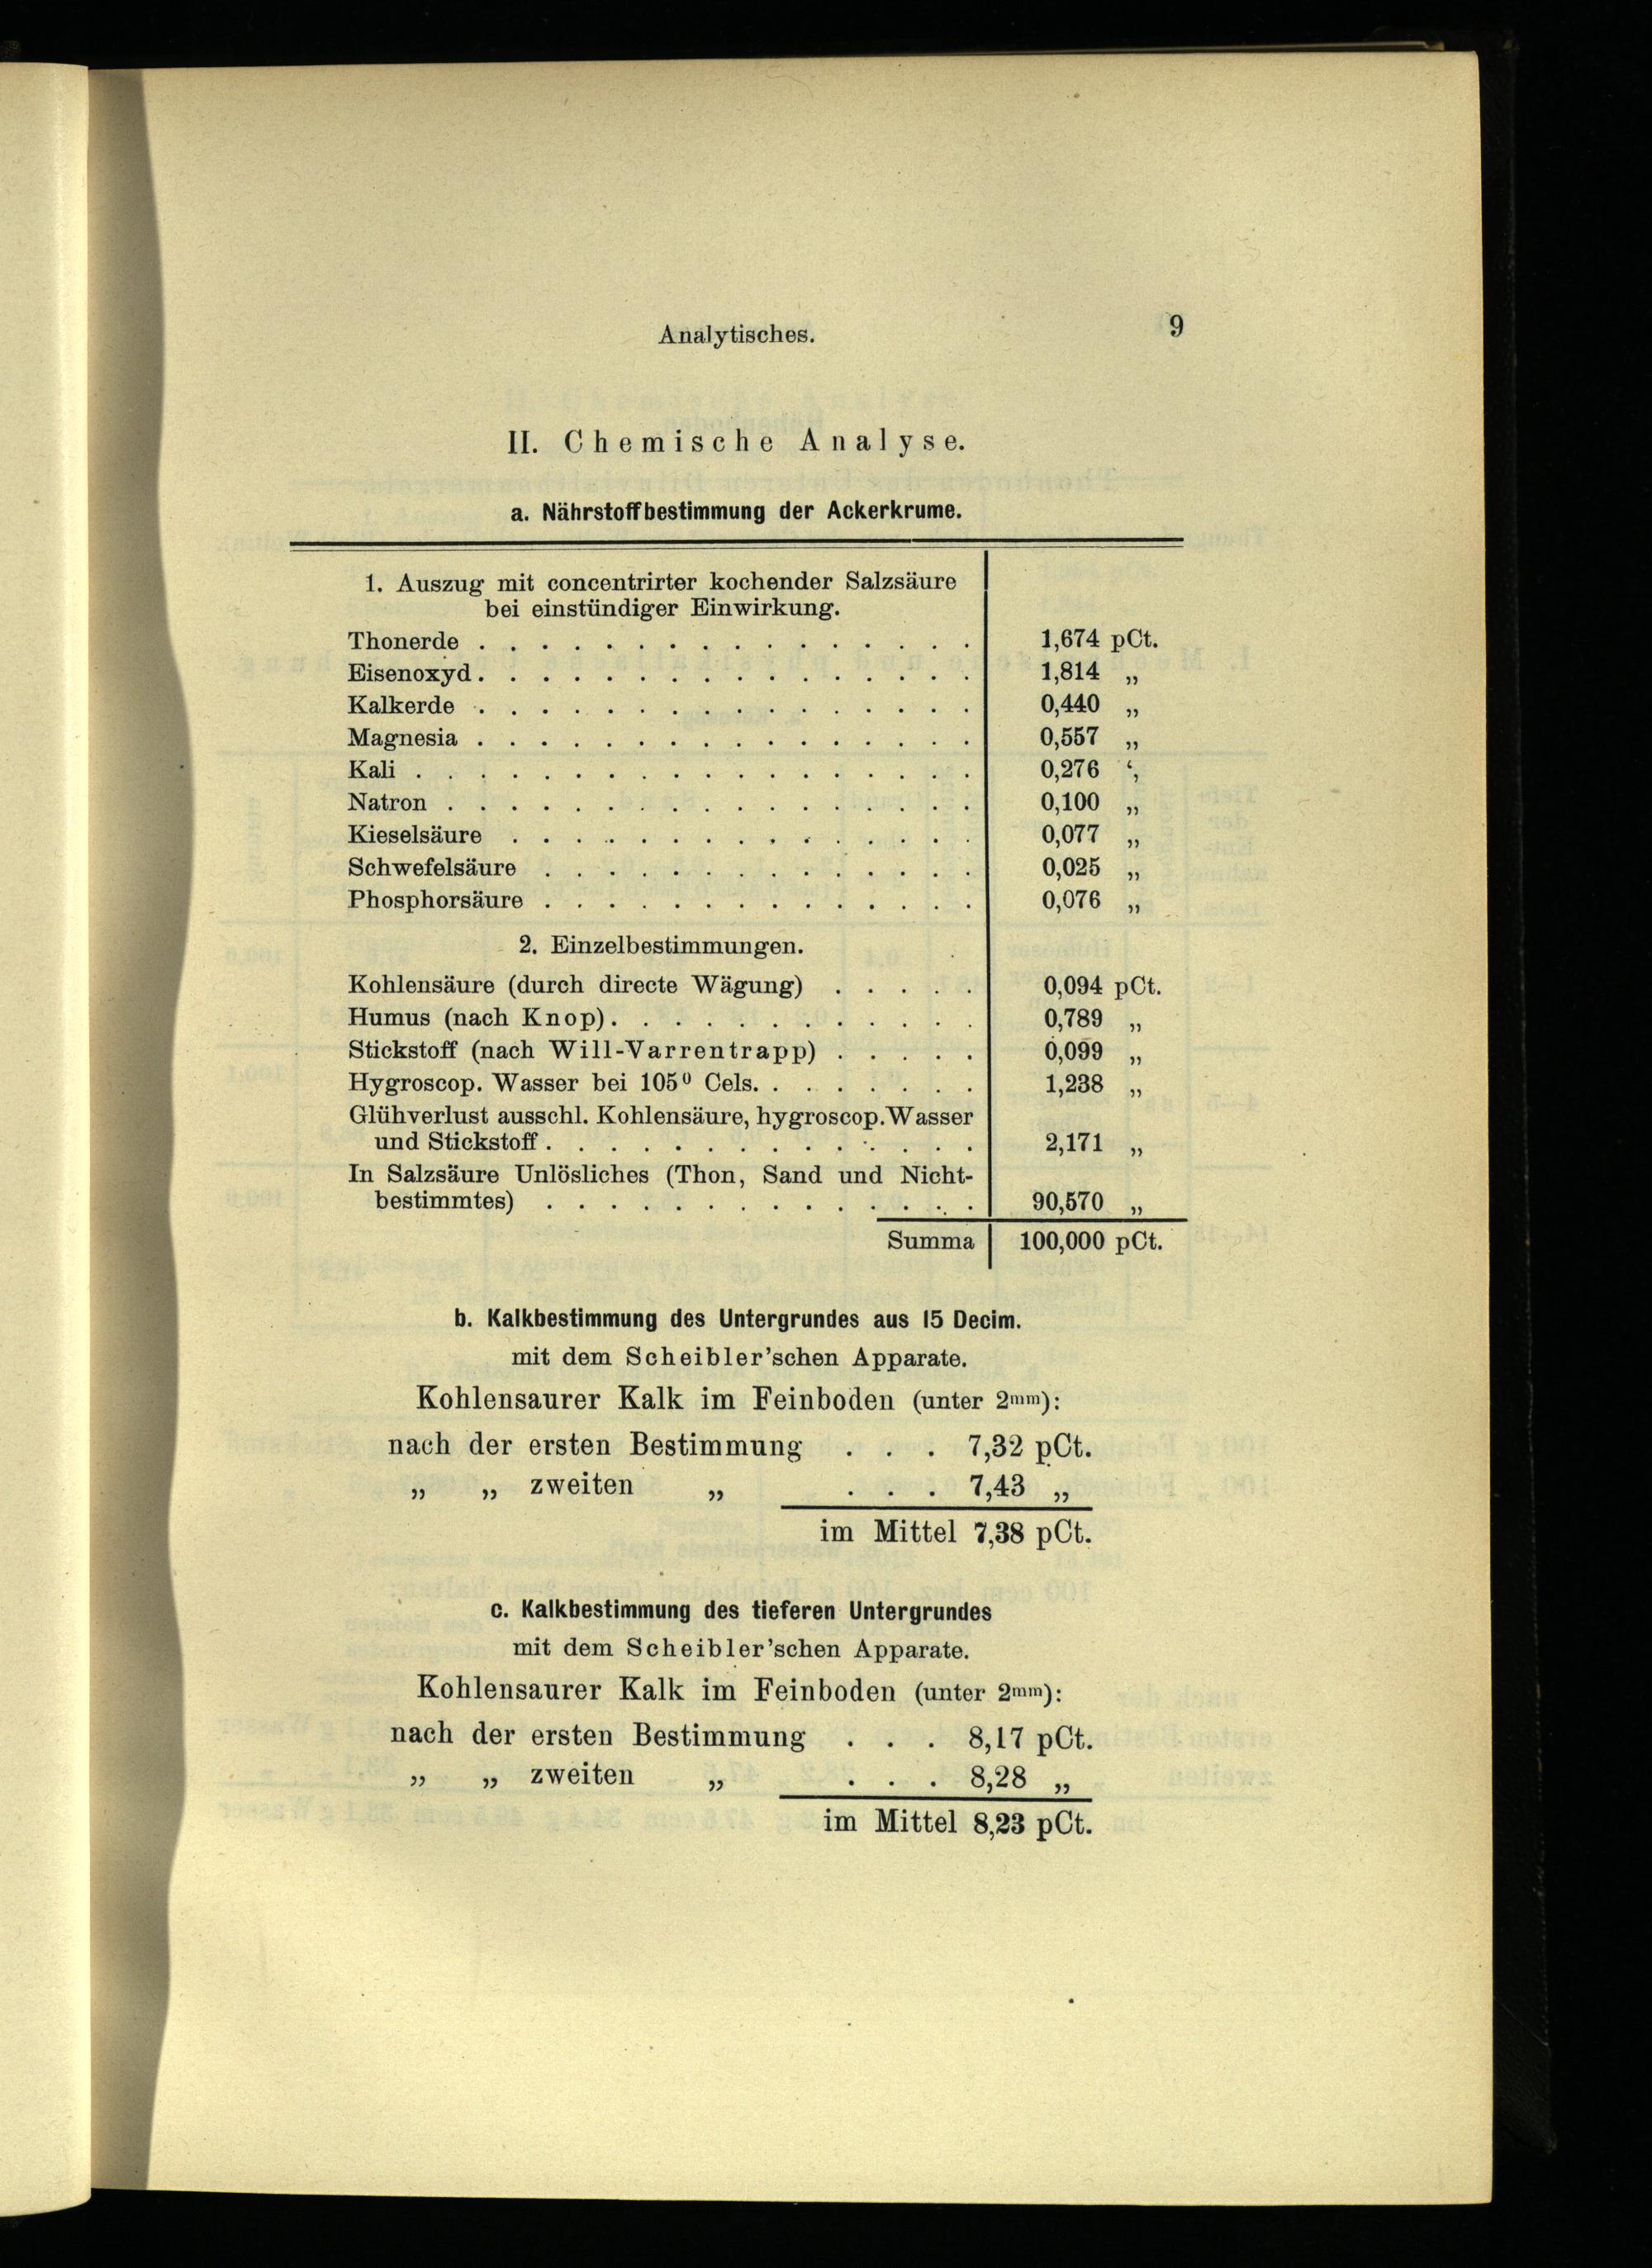 Analytisches. 9
II. Chemische Analyse.
a. Nährstoffbestimmung der Ackerkrume.
1. Auszug mit concentrirter kochender Salzsäure
bei einstündiger Einwirkung.
Thonerde . . . . . . . . . . . . . . . . 1,674 pCt.
Eisenoxyd . . . . . . . . . . . . . . . . 1,814 „
Kalkerde . . . . . . . . . . . . . . . . 0,440 „
Magnesia . . . . . . . . . . . . . . . . 0,557 „
Kali . . . . . . . . . . . . . . . . . . 0,276 „
Natron . . . . . . . . . . . . . . . . . 0,100 „
Kieselsäure . . . . . . . . . . . . . . . 0,077 „
Schwefelsäure . . . . . . . . . . . . . . 0,025 „
Phosphorsäure . . . . . . . . . . . . . . 0,076 „
2. Einzelbestimmungen.
Kohlensäure (durch directe Wägung) . . . . . 0,094 pCt.
Humus (nach Knop) . . . . . . . . . . . . 0,789 „
Stickstoff (nach Will-Varrentrapp) . . . . . 0,099 „
Hygroscop. Wasser bei 105⁰ Cels. . . . . . . . 1,238 „
Glühverlust ausschl. Kohlensäure, hygroscop. Wasser
und Stickstoff . . . . . . . . . . . . . . 2,171 „
In Salzsäure Unlösliches (Thon, Sand und Nicht-
bestimmtes) . . . . . . . . . . . . . . 90,570 „
Summa 100,000 pCt.
b. Kalkbestimmung des Untergrundes aus 15 Decim.
mit dem Scheibler'schen Apparate.
Kohlensaurer Kalk im Feinboden (unter 2mm):
nach der ersten Bestimmung . . . 7,32 pCt.
„ „ zweiten „ . . . 7,43 „
im Mittel 7,38 pCt.
c. Kalkbestimmung des tieferen Untergrundes
mit dem Scheibler'schen Apparate.
Kohlensaurer Kalk im Feinboden (unter 2mm):
nach der ersten Bestimmung . . . 8,17 pCt.
„ „ zweiten „ . . . 8,28 „
im Mittel 8,23 pCt.